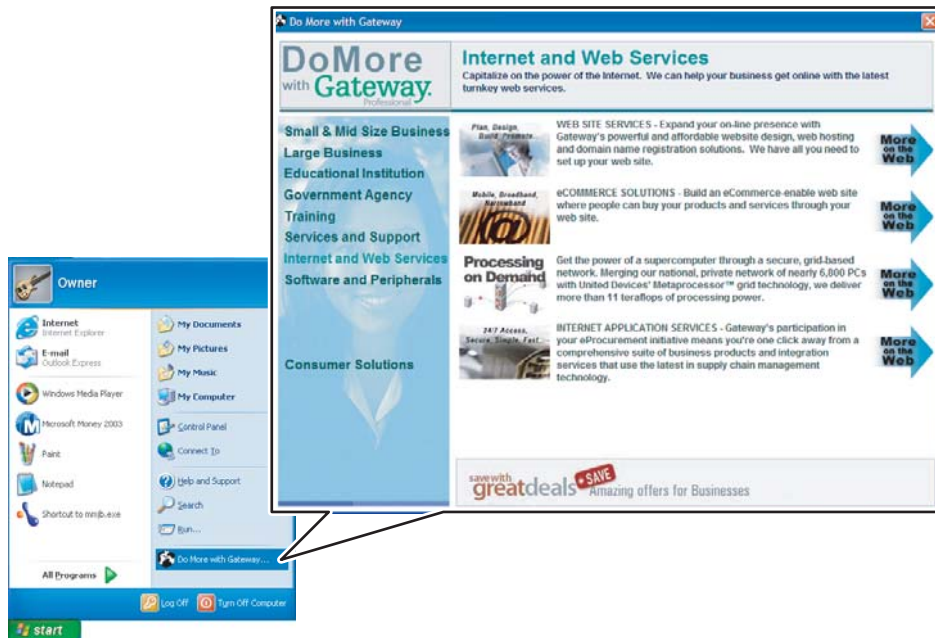 Do More with Gateway
DoMore
with Gateway.
Professional
Internet and Web Services
Capitalize on the power of the Internet. We can help your business get online with the latest
turnkey web services.
Small & Mid Size Business
Large Business
Educational Institution
Government Agency
Training
Services and Support
Internet and Web Services
Software and Peripherals
Consumer Solutions
Plan, Design,
Build, Promote...
WEB SITE SERVICES - Expand your on-line presence with
Gateway's powerful and affordable website design, web hosting
and domain name registration solutions. We have all you need to
set up your web site.
More
on the
Web
Mobile, Broadband,
Narrowband
eCOMMERCE SOLUTIONS - Build an eCommerce-enable web site
where people can buy your products and services through your
web site.
More
on the
Web
Processing
on Demand
Get the power of a supercomputer through a secure, grid-based
network. Merging our national, private network of nearly 6,800 PCs
with United Devices' Metaprocessor™ grid technology, we deliver
more than 11 teraflops of processing power.
More
on the
Web
24/7 Access,
Secure, Simple, Fast...
INTERNET APPLICATION SERVICES - Gateway's participation in
your eProcurement initiative means you're one click away from a
comprehensive suite of business products and integration
services that use the latest in supply chain management
technology.
More
on the
Web
save with
greatdeals
SAVE
Amazing offers for Businesses
Owner
Internet
Internet Explorer
E-mail
Outlook Express
Windows Media Player
Microsoft Money 2003
Paint
Notepad
Shortcut to mmjb.exe
All Programs
My Documents
My Pictures
My Music
My Computer
Control Panel
Connect To
Help and Support
Search
Run...
Do More with Gateway...
Log Off
Turn Off Computer
start